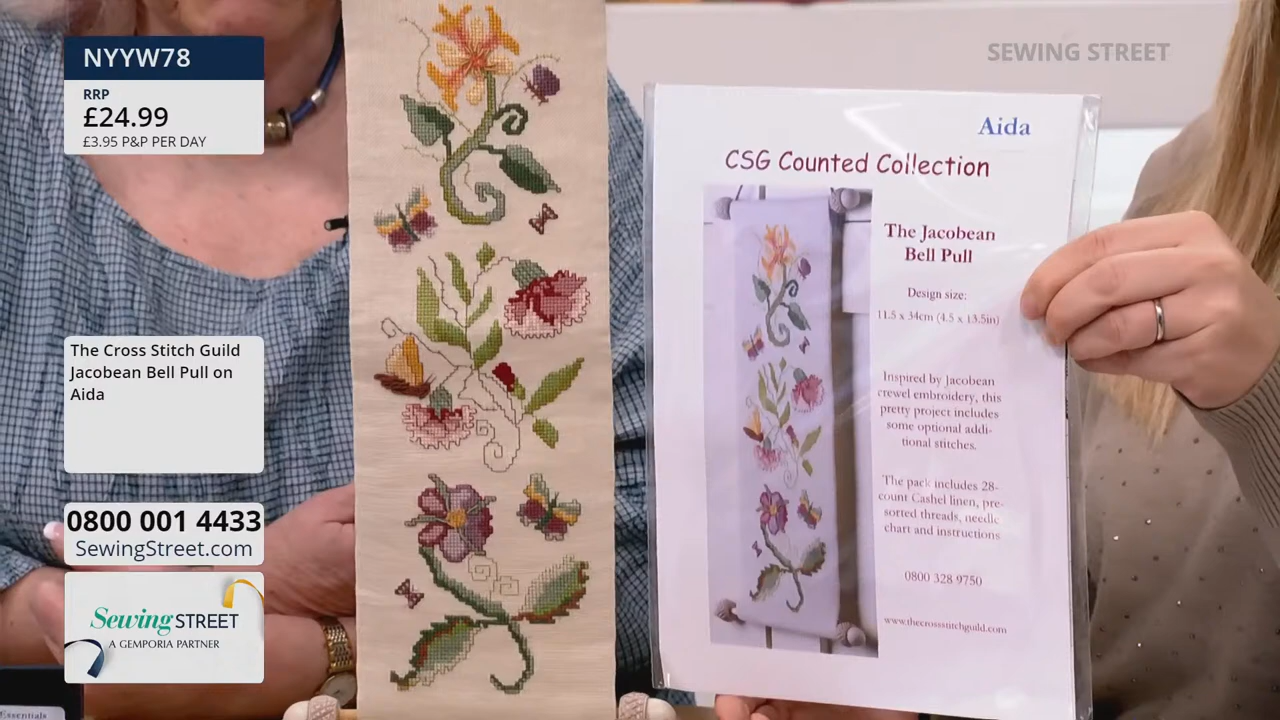 NYYW78
RRP
£24.99
£3.95 P&P PER DAY
The Cross Stitch Guild
Jacobean Bell Pull on
Aida
0800 001 4433
SewingStreet.com
Sewing STREET
A GEMPORIA PARTNER
Essentials
SEWING STREET
Aida
CSG Counted Collection
The Jacobean
Bell Pull
Design size:
11.5 x 34cm (4.5 x 13.5in)
Inspired by Jacobean
crewel embroidery, this
pretty project includes
some optional addi-
tional stitches.
The pack includes 28-
count Cashel linen, pre-
sorted threads, needle
chart and instructions
0800 328 9750
www.thecrossstitchguild.com